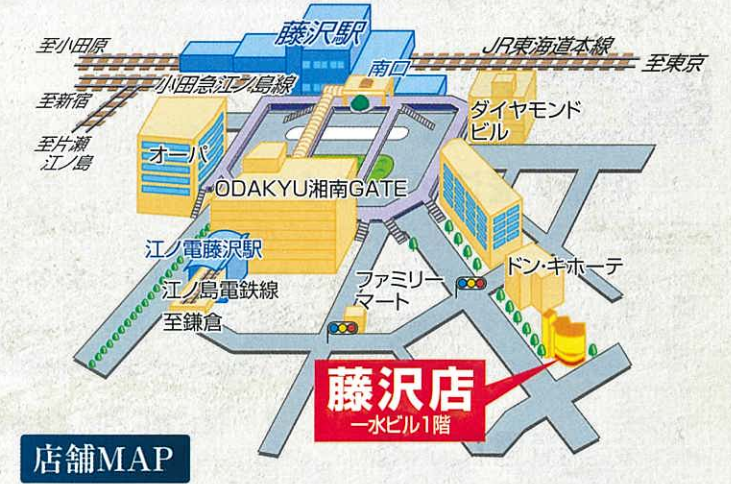 藤沢駅
至小田原
JR東海道本線
南口
至東京
小田急江ノ島線
至新宿
ダイヤモンド
ビル
至片瀬
江ノ島
オーパ
ODAKYU湘南GATE
江ノ電藤沢駅
ドン・キホーテ
ファミリー
マート
江ノ島電鉄線
至鎌倉
藤沢店
一水ビル1階
店舗MAP